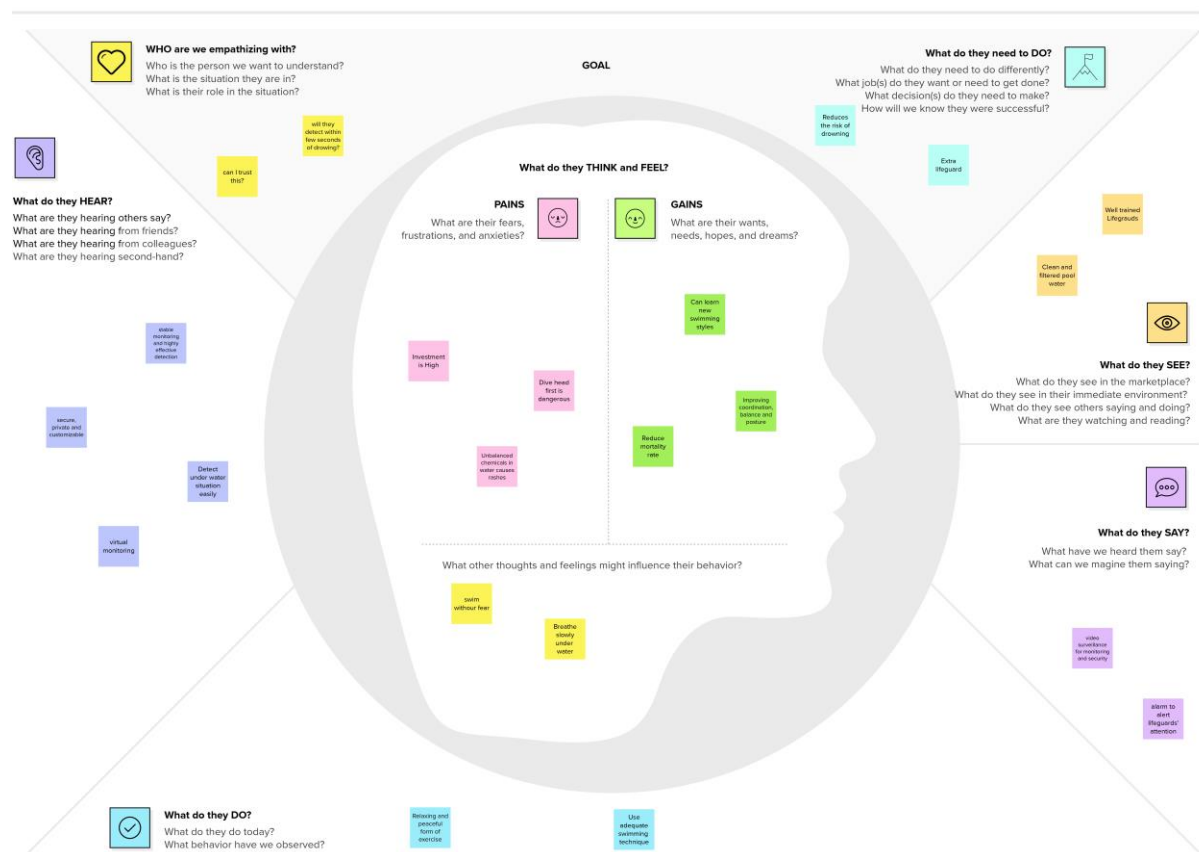 WHO are we empathizing with?
Who is the person we want to understand?
What is the situation they are in?
What is their role in the situation?
will they
detect within
few seconds
of drowing?
can I trust
this?
GOAL
What do they need to DO?
What do they need to do differently?
What job(s) do they want or need to get done?
What decision(s) do they need to make?
How will we know they were successful?
Reduces
the risk of
drowning
Extra
lifeguard
What do they HEAR?
What are they hearing others say?
What are they hearing from friends?
What are they hearing from colleagues?
What are they hearing second-hand?
stable
monitoring
and highly
effective
detection
secure,
private and
customizable
Detect
under water
situation
easily
virtual
monitoring
What do they THINK and FEEL?
PAINS
What are their fears,
frustrations, and anxieties?
Investment
is High
Dive head
first is
dangerous
Unbalanced
chemicals in
water causes
rashes
GAINS
What are their wants,
needs, hopes, and dreams?
Can learn
new
swimming
styles
Improving
coordination,
balance and
posture
Reduce
mortality
rate
What other thoughts and feelings might influence their behavior?
swim
withour feer
Breathe
slowly
under
water
Well trained
Lifegrauds
Clean and
filtered pool
water
What do they SEE?
What do they see in the marketplace?
What do they see in their immediate environment?
What do they see others saying and doing?
What are they watching and reading?
What do they SAY?
What have we heard them say?
What can we magine them saying?
video
surveillance
for monitoring
and security
alarm to
alert
lifeguards'
attention
What do they DO?
What do they do today?
What behavior have we observed?
Relaxing and
peaceful
form of
exercise
Use
adequate
swimming
technique